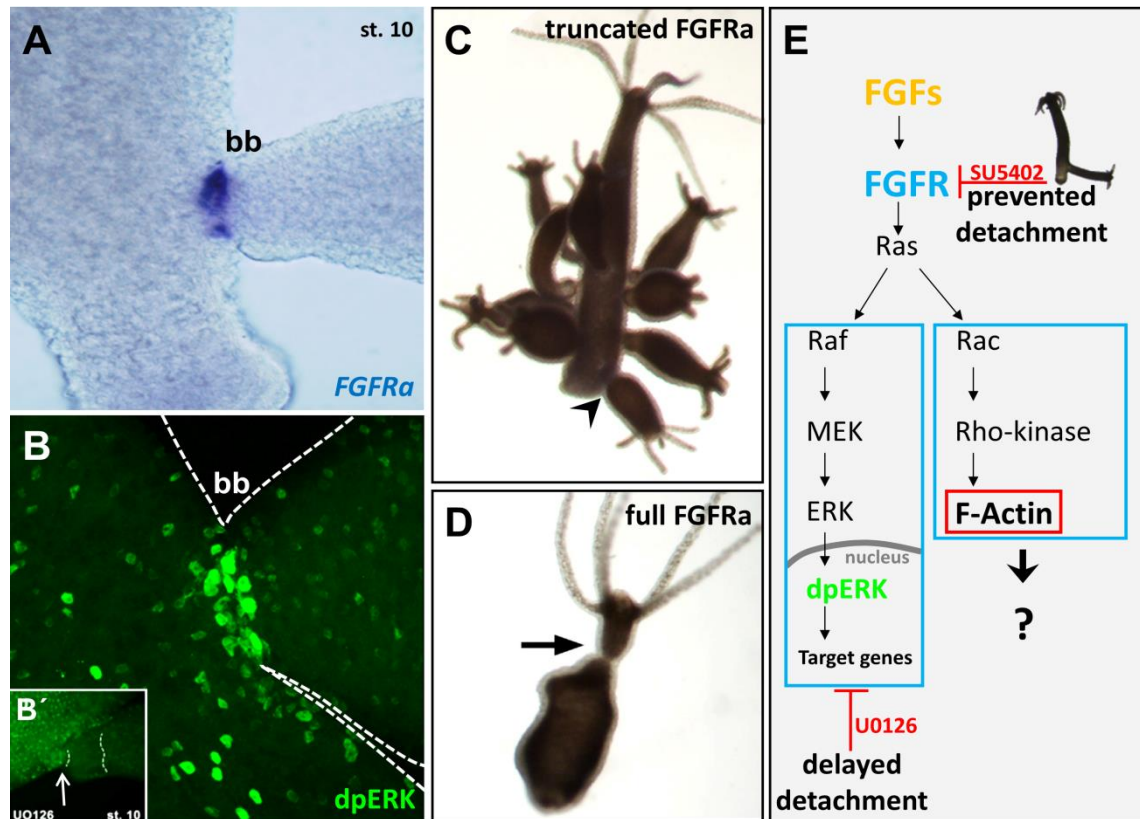 A
st. 10
bb
FGFRa
B
bb
dpERK
B´
UO126
st. 10
C
truncated FGFRa
D
full FGFRa
E
FGFs
FGFR
SU5402
prevented
detachment
Ras
Raf
Rac
MEK
Rho-kinase
ERK
F-Actin
nucleus
dpERK
?
Target genes
U0126
delayed
detachment